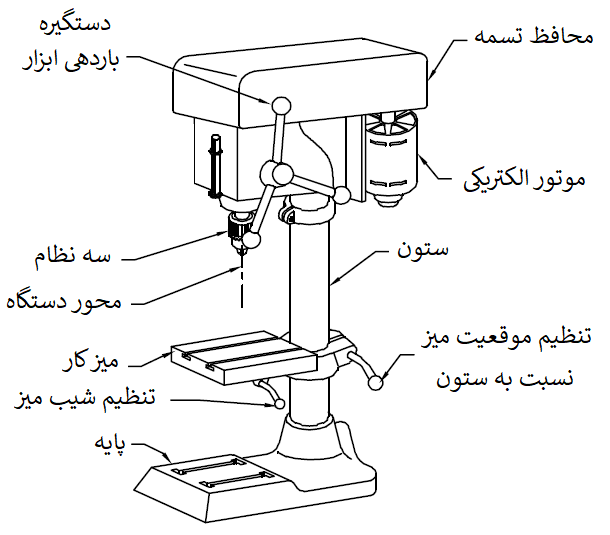 دستگیره
باردهی ابزار
محافظ تسمه
موتور الکتریکی
سه نظام
ستون
محور دستگاه
تنظیم موقعیت میز
نسبت به ستون
میز کار
تنظیم شیب میز
پایه